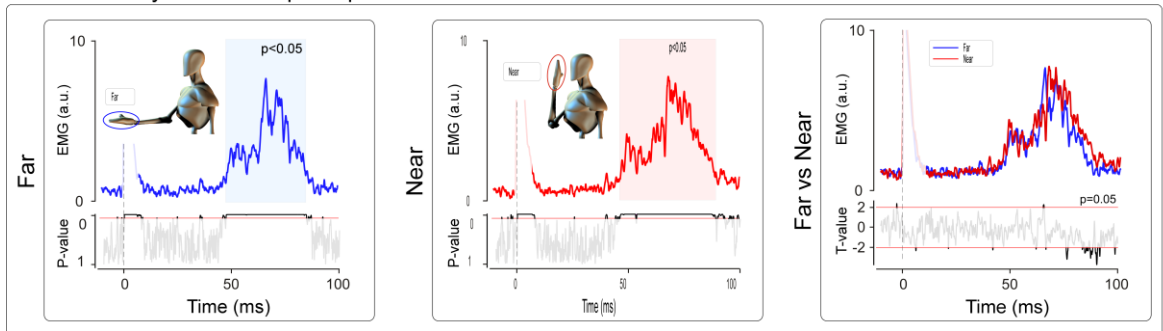 Far
EMG (a.u.)
10
0
Far
p<0.05
P-value
0
1
0
50
100
Time (ms)
Near
EMG (a.u.)
10
0
Near
p<0.05
P-value
0
1
0
50
100
Time (ms)
Far vs Near
EMG (a.u.)
10
0
Far
Near
T-value
2
0
-2
p=0.05
0
50
100
Time (ms)